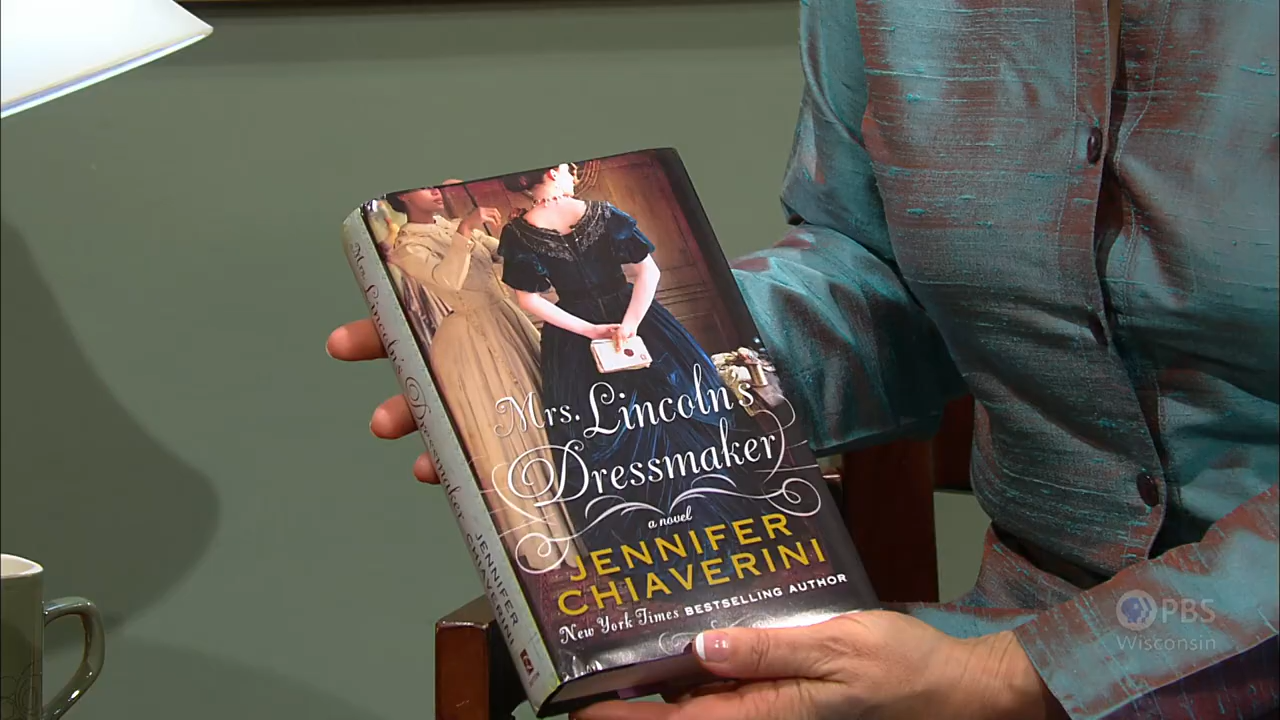 Mrs. Lincoln's
Dressmaker
a novel
JENNIFER
CHIAVERINI
New York Times BESTSELLING AUTHOR
Mrs. Lincoln's Dressmaker
JENNIFER
CHIAVERINI
PBS
Wisconsin